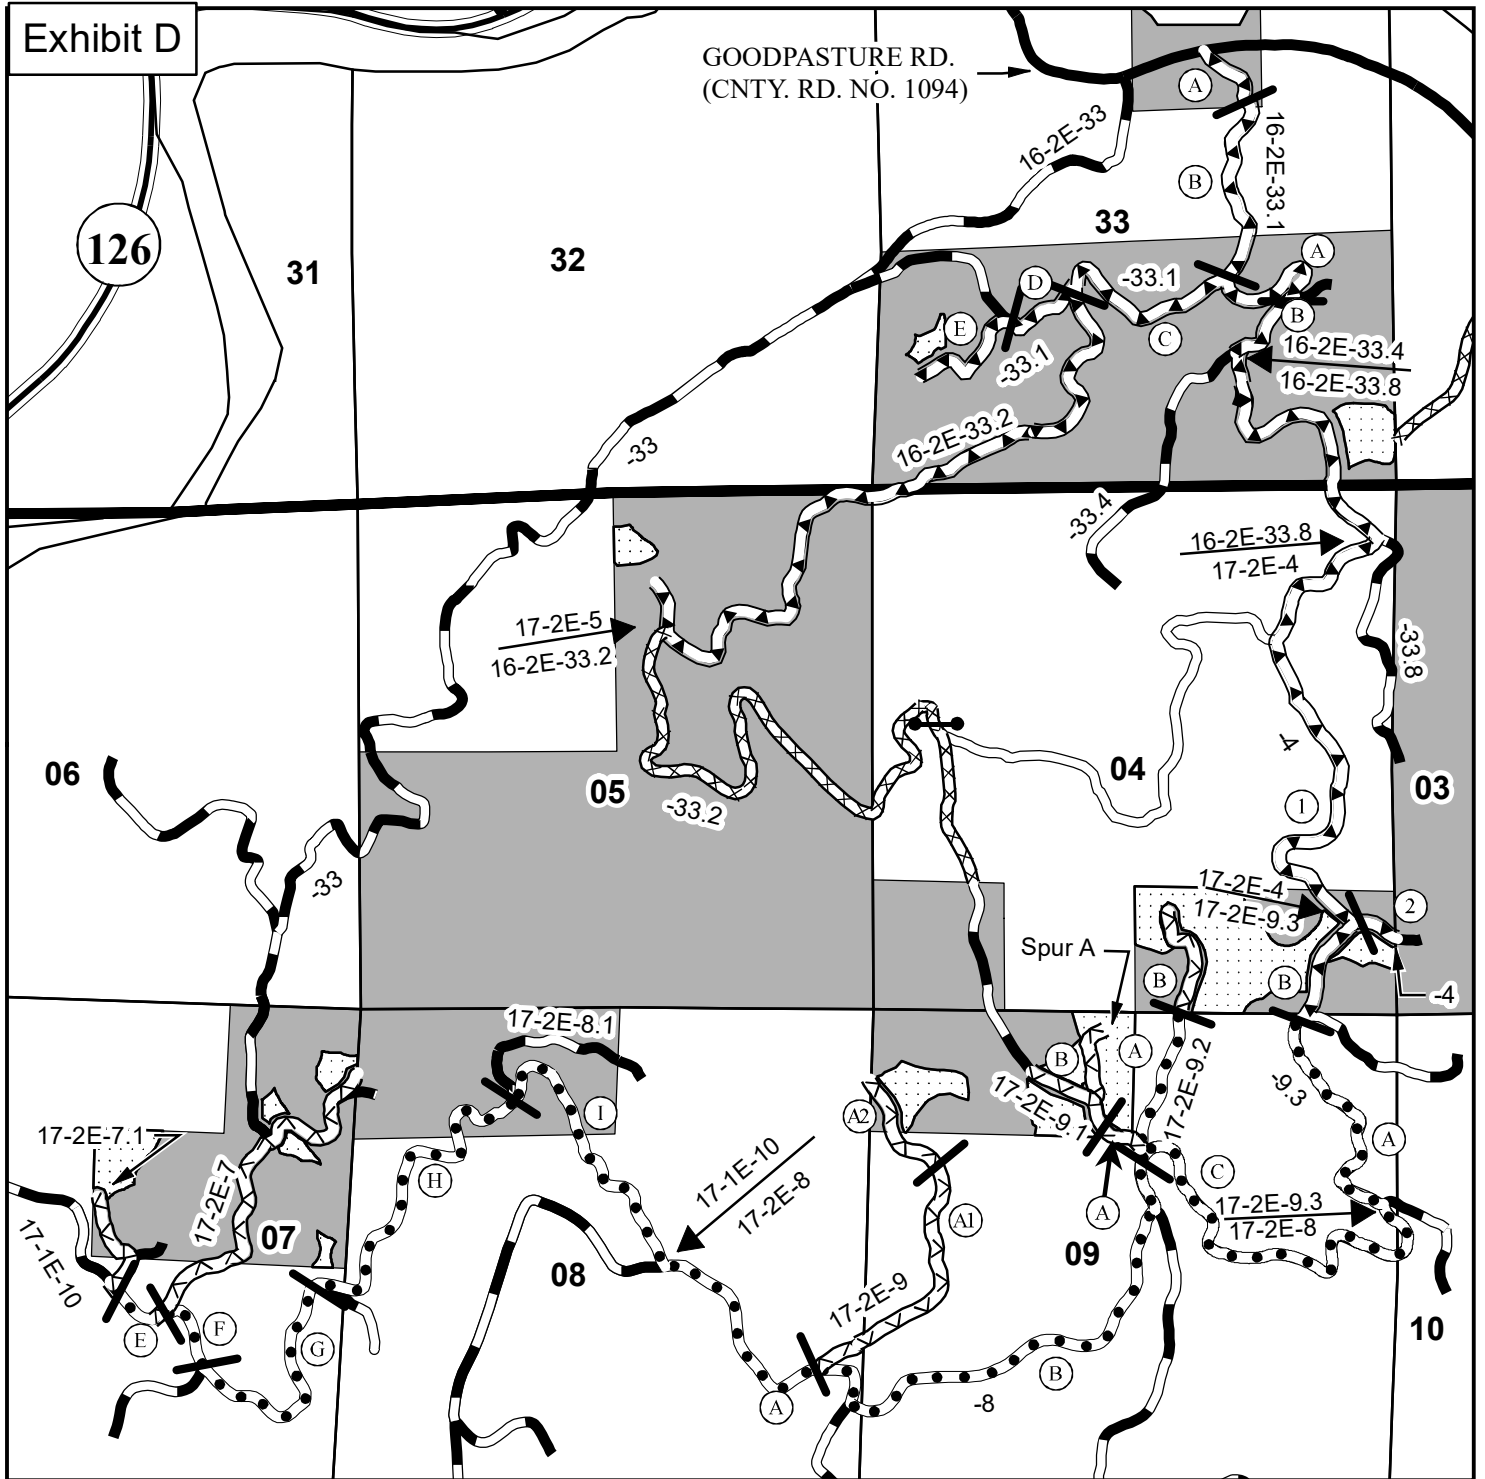 Exhibit D
GOODPASTURE RD.
(CNTY. RD. NO. 1094)
A
16-2E-33
16-2E-33.1
B
126
31
32
33
A
D
-33.1
B
E
C
16-2E-33.4
16-2E-33.8
-33.1
16-2E-33.2
-33
-33.4
16-2E-33.8
17-2E-4
17-2E-5
16-2E-33.2
-33.8
-4
06
05
04
03
-33.2
1
-33
17-2E-4
17-2E-9.3
2
Spur A
B
B
-4
17-2E-8.1
B
A
17-2E-9.2
-9.3
17-2E-9.1
I
A2
17-2E-7.1
A
H
17-1E-10
17-2E-8
C
17-2E-7
A
A1
17-2E-9.3
17-2E-8
07
17-1E-10
08
09
17-2E-9
E
F
G
10
B
A
-8